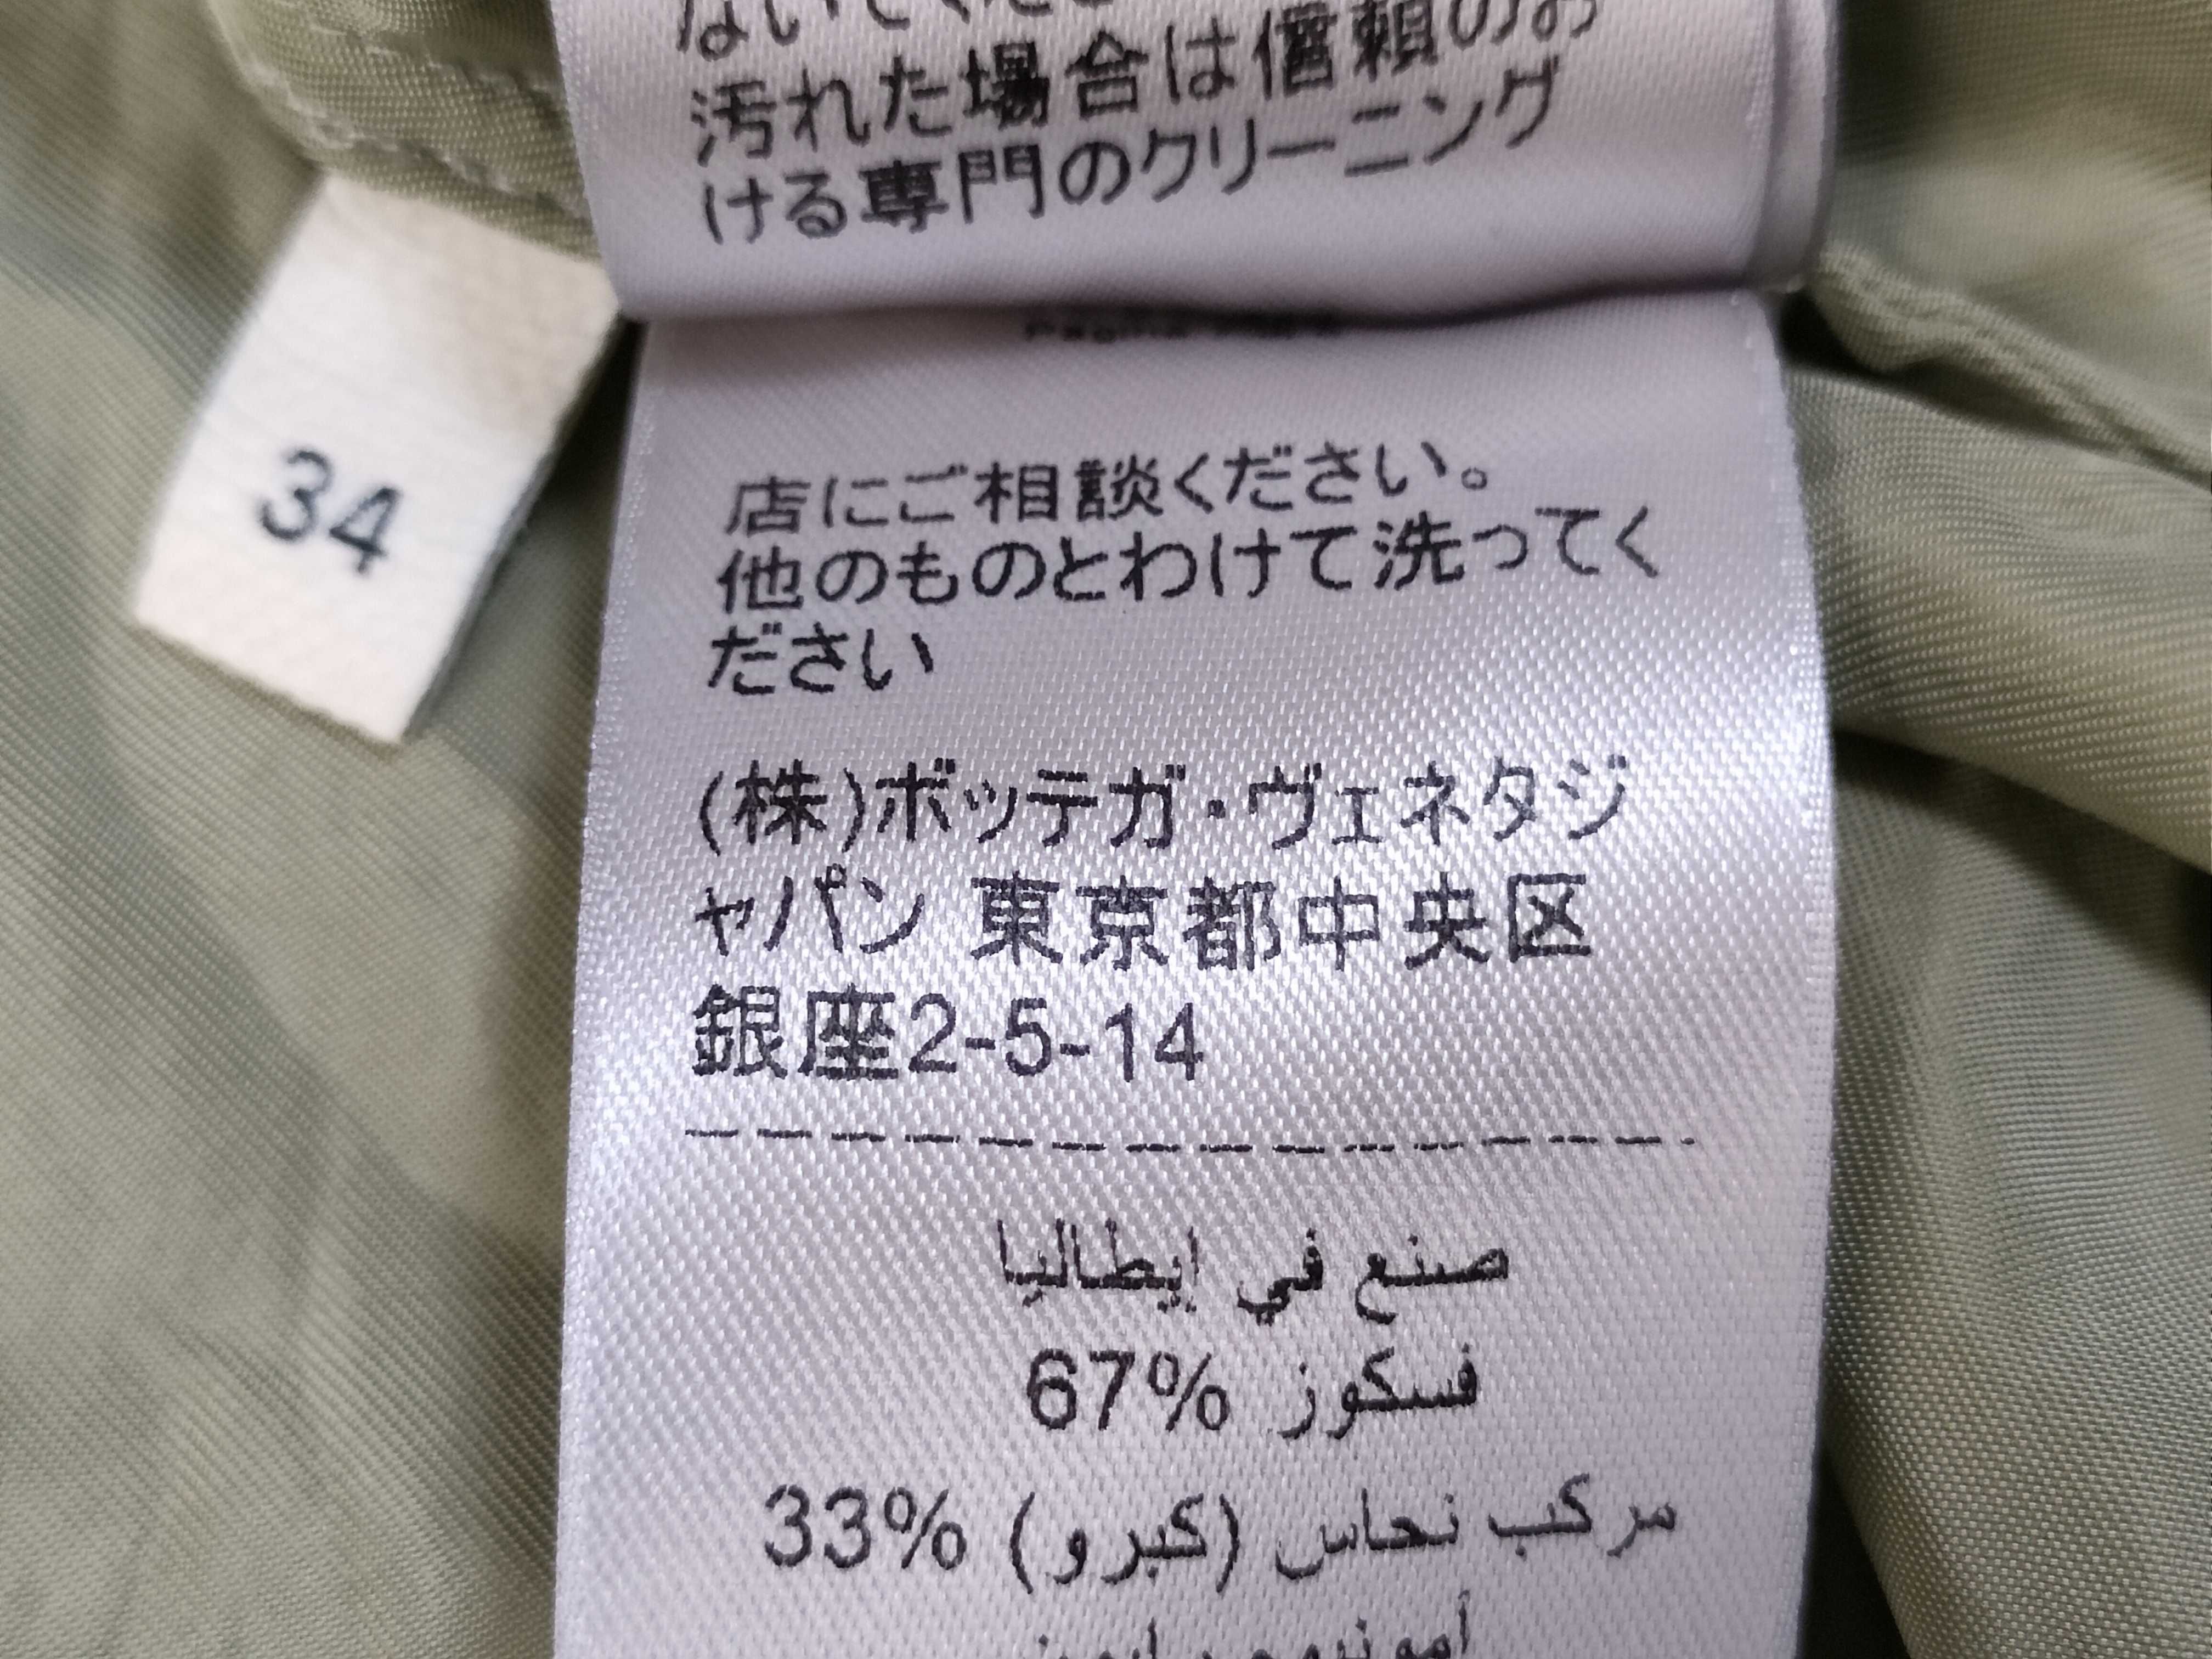 汚れた場合は信頼のお
ける専門のクリーニング
34
店にご相談ください。
他のものとわけて洗ってく
ださい
(株)ボッテガ・ヴェネタジ
ャパン 東京都中央区
銀座2-5-14
صنع في إيطاليا
فسكوز 67%
مركب نحاس (كبرو) 33%